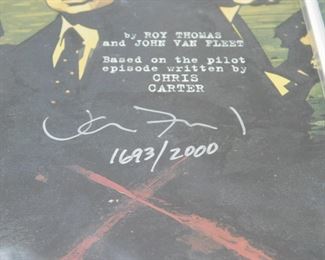 by ROY THOMAS
and JOHN VAN FLEET
Based on the pilot
episode written by
CHRIS
CARTER
1693/2000